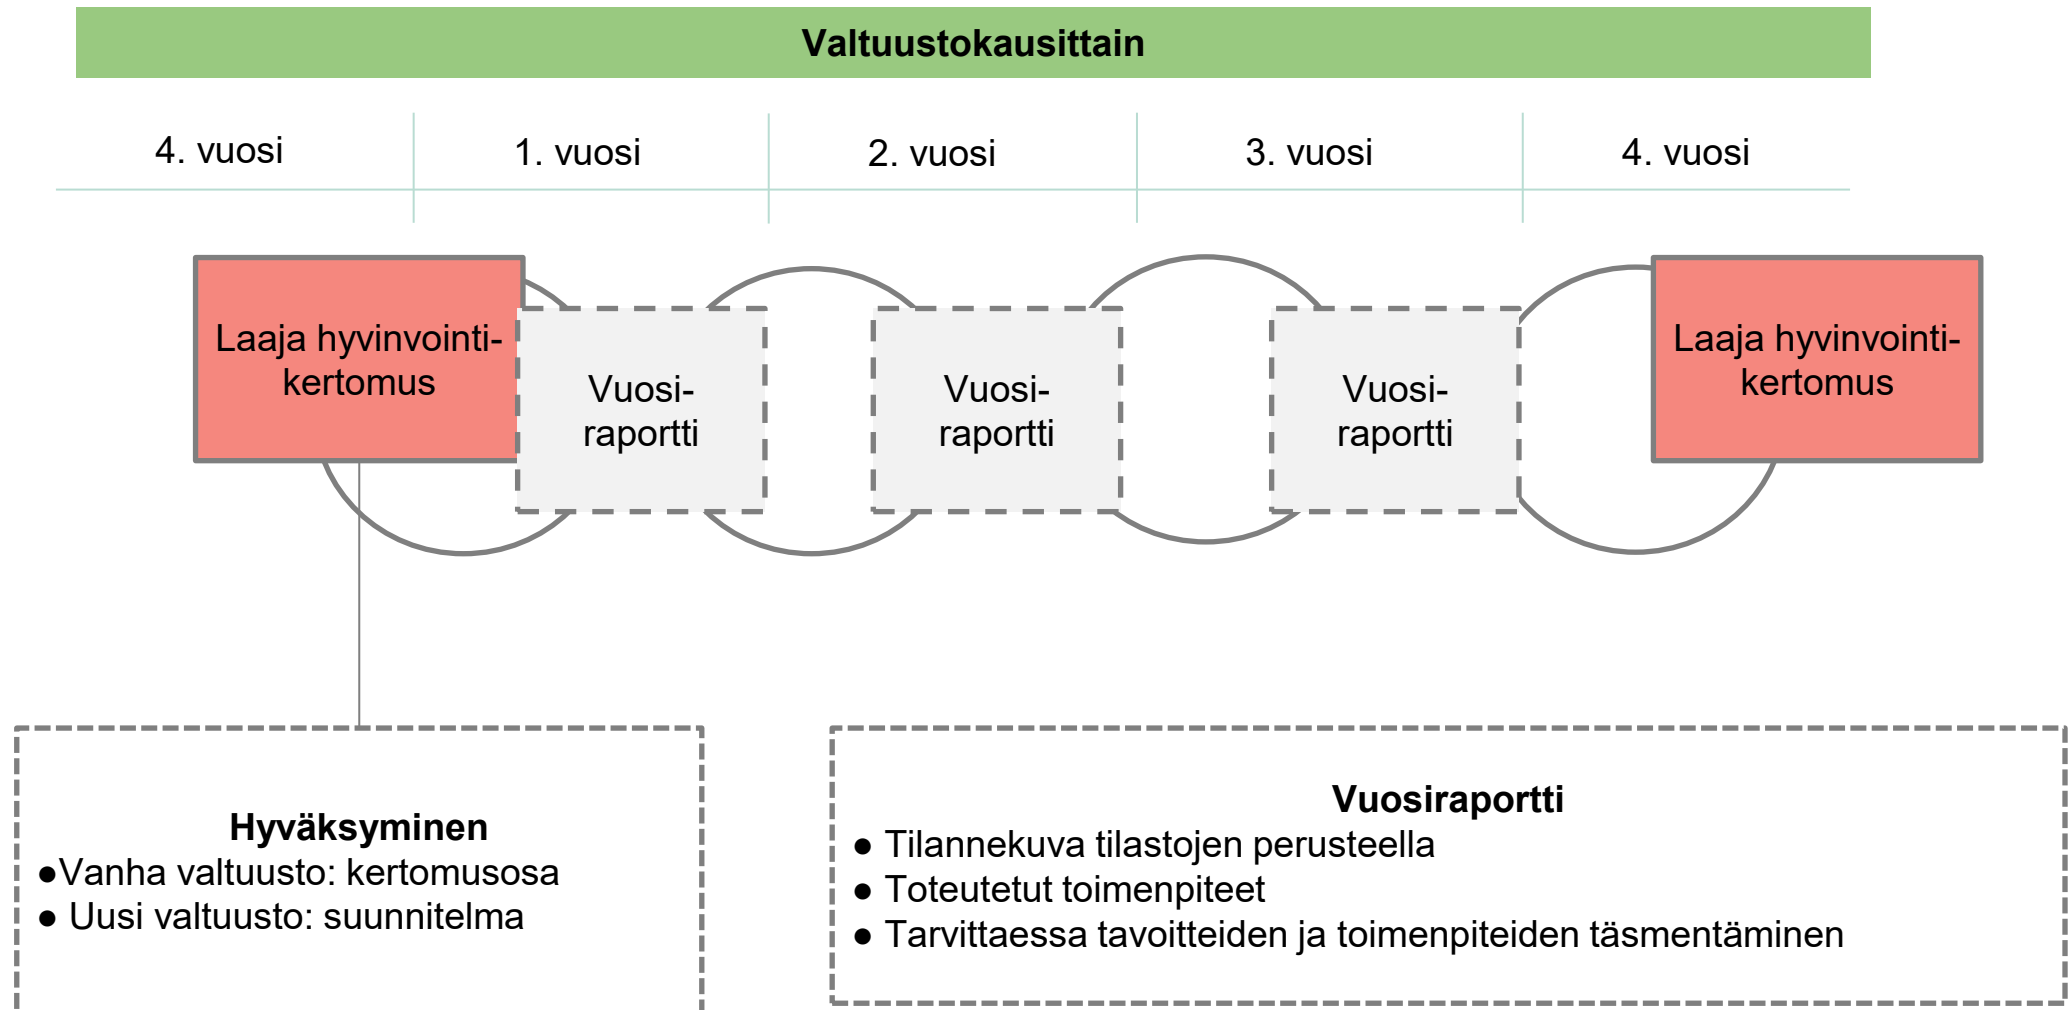 Valtuustokausittain
4. vuosi
1. vuosi
2. vuosi
3. vuosi
4. vuosi
Laaja hyvinvointi-
kertomus
Vuosi-
raportti
Vuosi-
raportti
Vuosi-
raportti
Laaja hyvinvointi-
kertomus
Hyväksyminen
●Vanha valtuusto: kertomusosa
● Uusi valtuusto: suunnitelma
Vuosiraportti
● Tilannekuva tilastojen perusteella
● Toteutetut toimenpiteet
● Tarvittaessa tavoitteiden ja toimenpiteiden täsmentäminen